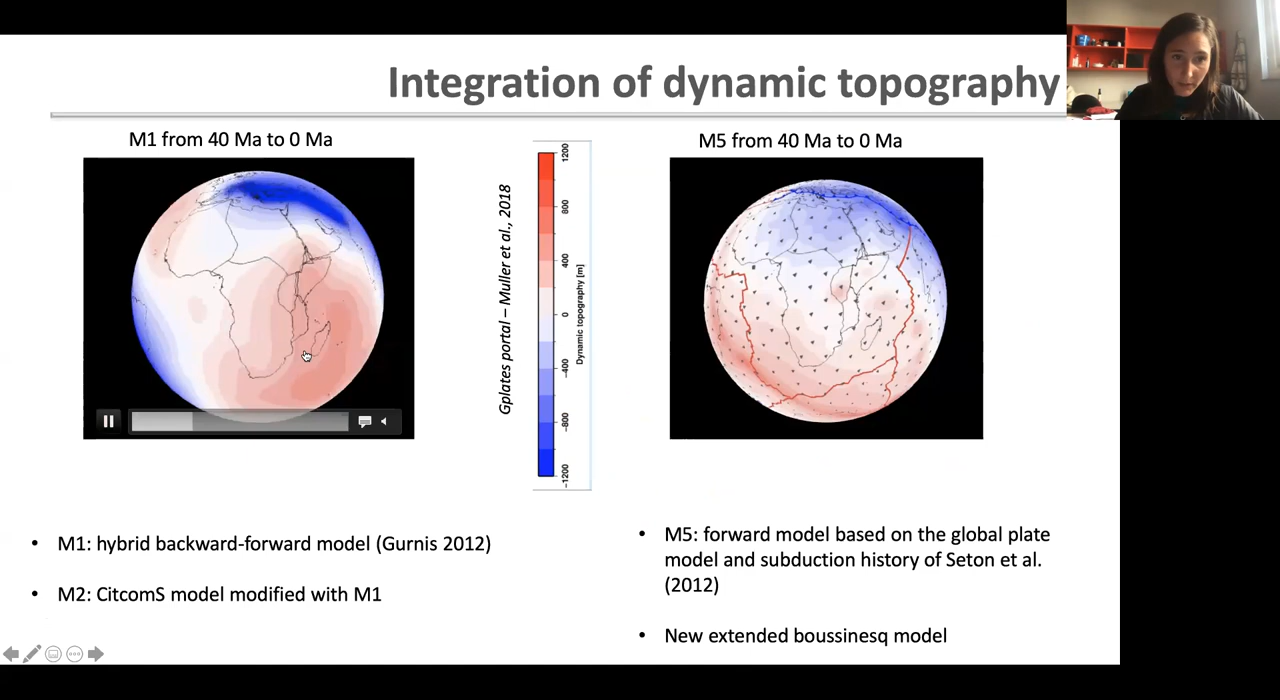 Integration of dynamic topography
M1 from 40 Ma to 0 Ma
M5 from 40 Ma to 0 Ma
Gplates portal – Muller et al., 2018
1200
800
400
0
−400
−800
−1200
Dynamic topography [m]
• M1: hybrid backward-forward model (Gurnis 2012)
• M2: CitcomS model modified with M1
• M5: forward model based on the global plate
model and subduction history of Seton et al.
(2012)
• New extended boussinesq model